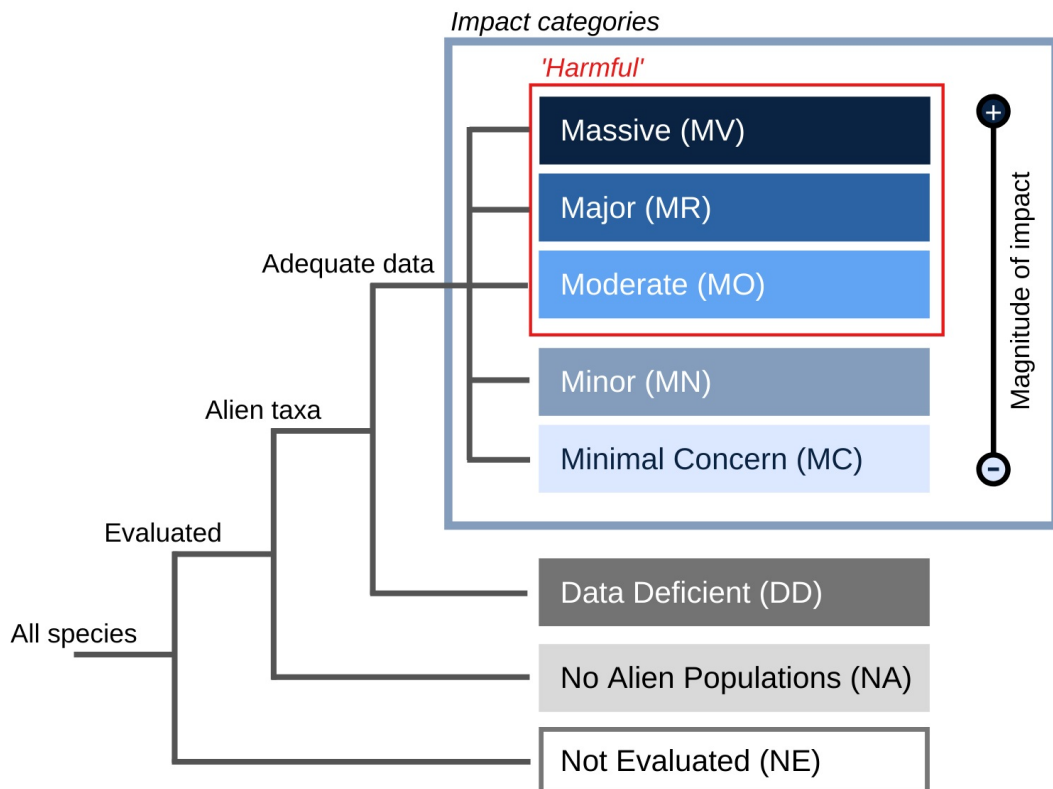 Impact categories
'Harmful'
Massive (MV)
+
Major (MR)
Adequate data
Moderate (MO)
Magnitude of impact
Minor (MN)
Alien taxa
Minimal Concern (MC)
-
Evaluated
Data Deficient (DD)
All species
No Alien Populations (NA)
Not Evaluated (NE)